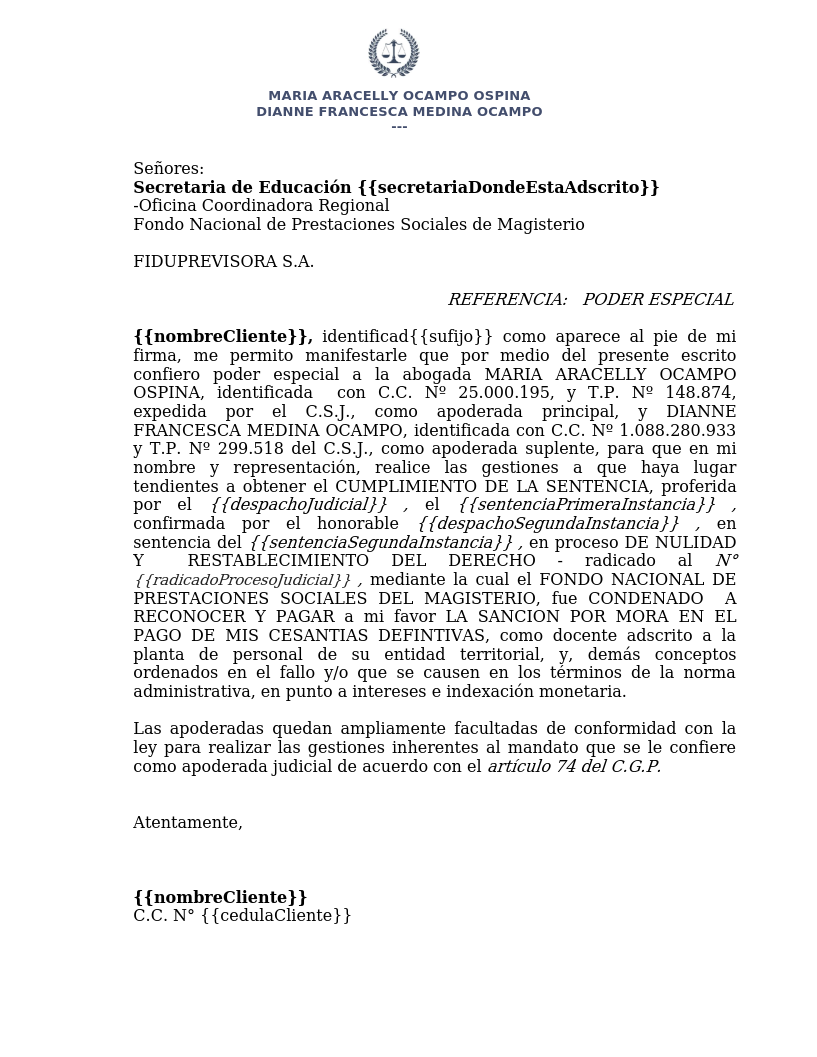 MARIA ARACELLY OCAMPO OSPINA
DIANNE FRANCESCA MEDINA OCAMPO
---
Señores:
Secretaria de Educación {{secretariaDondeEstaAdscrito}}
-Oficina Coordinadora Regional
Fondo Nacional de Prestaciones Sociales de Magisterio
FIDUPREVISORA S.A.
REFERENCIA: PODER ESPECIAL
{{nombreCliente}}, identificad{{sufijo}} como aparece al pie de mi
firma, me permito manifestarle que por medio del presente escrito
confiero poder especial a la abogada MARIA ARACELLY OCAMPO
OSPINA, identificada con C.C. Nº 25.000.195, y T.P. Nº 148.874,
expedida por el C.S.J., como apoderada principal, y DIANNE
FRANCESCA MEDINA OCAMPO, identificada con C.C. Nº 1.088.280.933
y T.P. Nº 299.518 del C.S.J., como apoderada suplente, para que en mi
nombre y representación, realice las gestiones a que haya lugar
tendientes a obtener el CUMPLIMIENTO DE LA SENTENCIA, proferida
por el {{despachoJudicial}} , el {{sentenciaPrimeraInstancia}} ,
confirmada por el honorable {{despachoSegundaInstancia}} , en
sentencia del {{sentenciaSegundaInstancia}} , en proceso DE NULIDAD
Y RESTABLECIMIENTO DEL DERECHO - radicado al N°
{{radicadoProcesoJudicial}} , mediante la cual el FONDO NACIONAL DE
PRESTACIONES SOCIALES DEL MAGISTERIO, fue CONDENADO A
RECONOCER Y PAGAR a mi favor LA SANCION POR MORA EN EL
PAGO DE MIS CESANTIAS DEFINTIVAS, como docente adscrito a la
planta de personal de su entidad territorial, y, demás conceptos
ordenados en el fallo y/o que se causen en los términos de la norma
administrativa, en punto a intereses e indexación monetaria.
Las apoderadas quedan ampliamente facultadas de conformidad con la
ley para realizar las gestiones inherentes al mandato que se le confiere
como apoderada judicial de acuerdo con el artículo 74 del C.G.P.
Atentamente,
{{nombreCliente}}
C.C. N° {{cedulaCliente}}